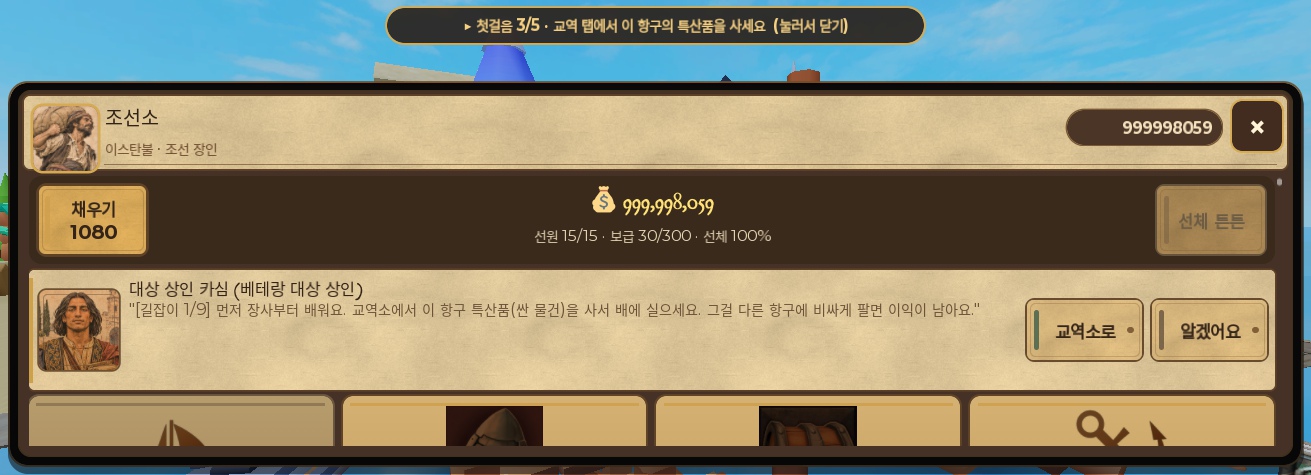 ▸ 첫걸음 3/5 · 교역 탭에서 이 항구의 특산품을 사세요 (눌러서 닫기)
조선소
이스탄불 · 조선 장인
999998059
×
채우기
1080
999,998,059
선원 15/15 · 보급 30/300 · 선체 100%
선체 튼튼
대상 상인 카심 (베테랑 대상 상인)
"[길잡이 1/9] 먼저 장사부터 배워요. 교역소에서 이 항구 특산품(싼 물건)을 사서 배에 실으세요. 그걸 다른 항구에 비싸게 팔면 이익이 남아요."
교역소로
알겠어요